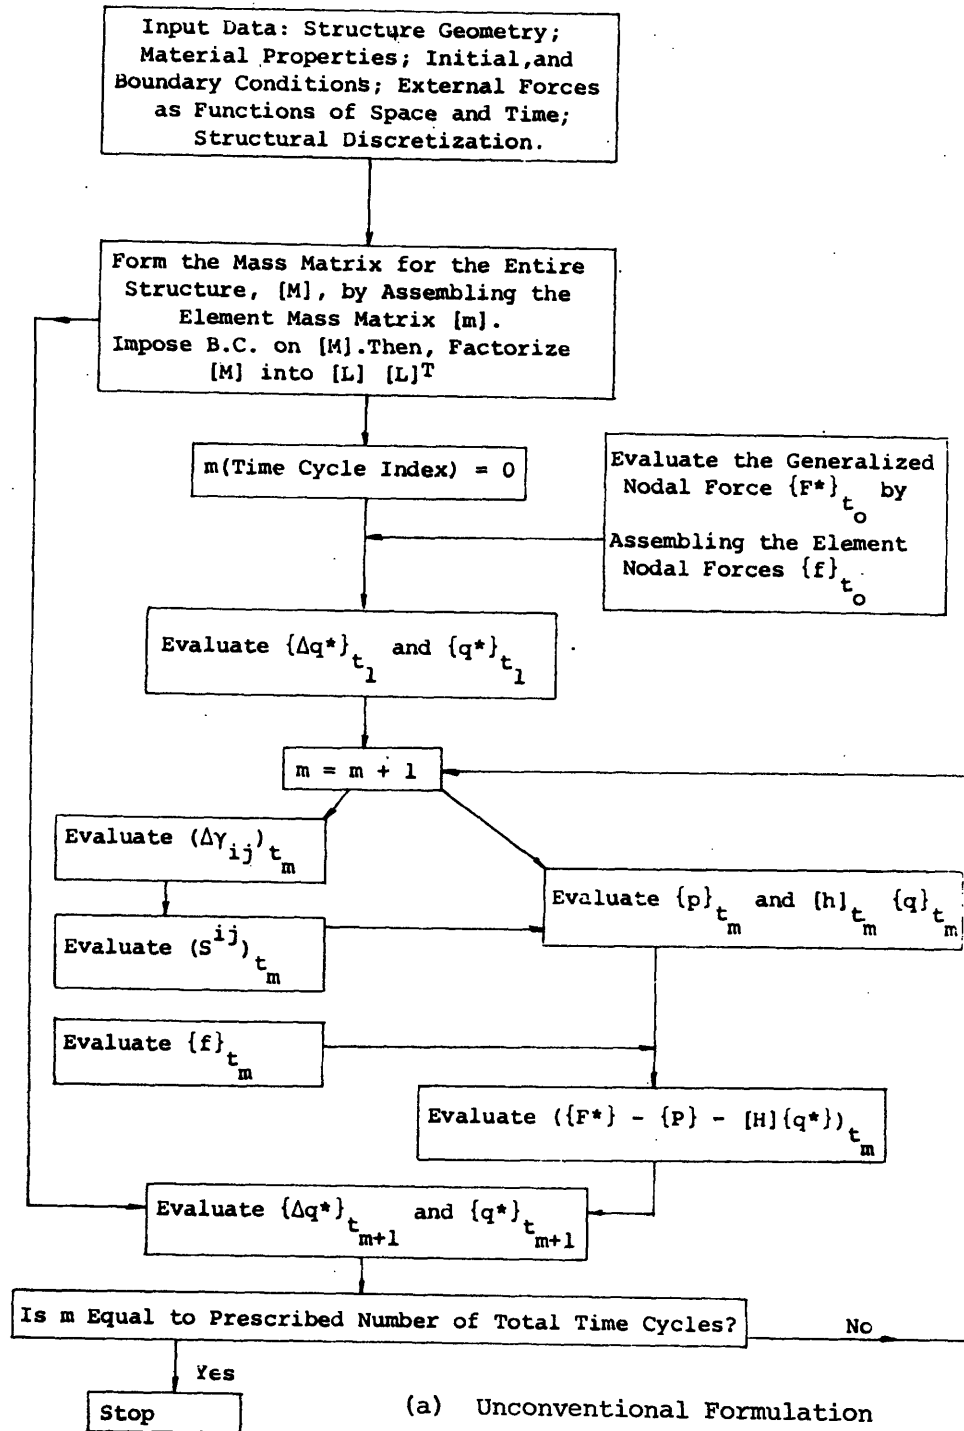 Input Data: Structure Geometry;
Material Properties; Initial,and
Boundary Conditions; External Forces
as Functions of Space and Time;
Structural Discretization.
Form the Mass Matrix for the Entire
Structure, [M], by Assembling the
Element Mass Matrix [m].
Impose B.C. on [M].Then, Factorize
[M] into [L] [L]T
m(Time Cycle Index) = 0
Evaluate the Generalized
Nodal Force {F*}to by
Assembling the Element
Nodal Forces {f}to
Evaluate {Δq*}t1 and {q*}t1
m = m + 1
Evaluate (Δγij)tm
Evaluate {p}tm and [h]tm {q}tm
Evaluate (Sij)tm
Evaluate {f}tm
Evaluate ({F*} - {P} - [H]{q*})tm
Evaluate {Δq*}tm+1 and {q*}tm+1
Is m Equal to Prescribed Number of Total Time Cycles?
No
Yes
Stop
(a) Unconventional Formulation